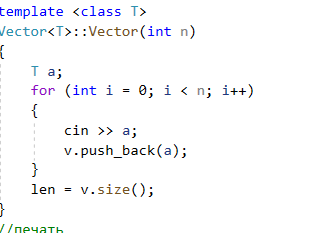 template <class T>
Vector<T>::Vector(int n)
{
    T a;
    for (int i = 0; i < n; i++)
    {
        cin >> a;
        v.push_back(a);
    }
    len = v.size();
}
//печать